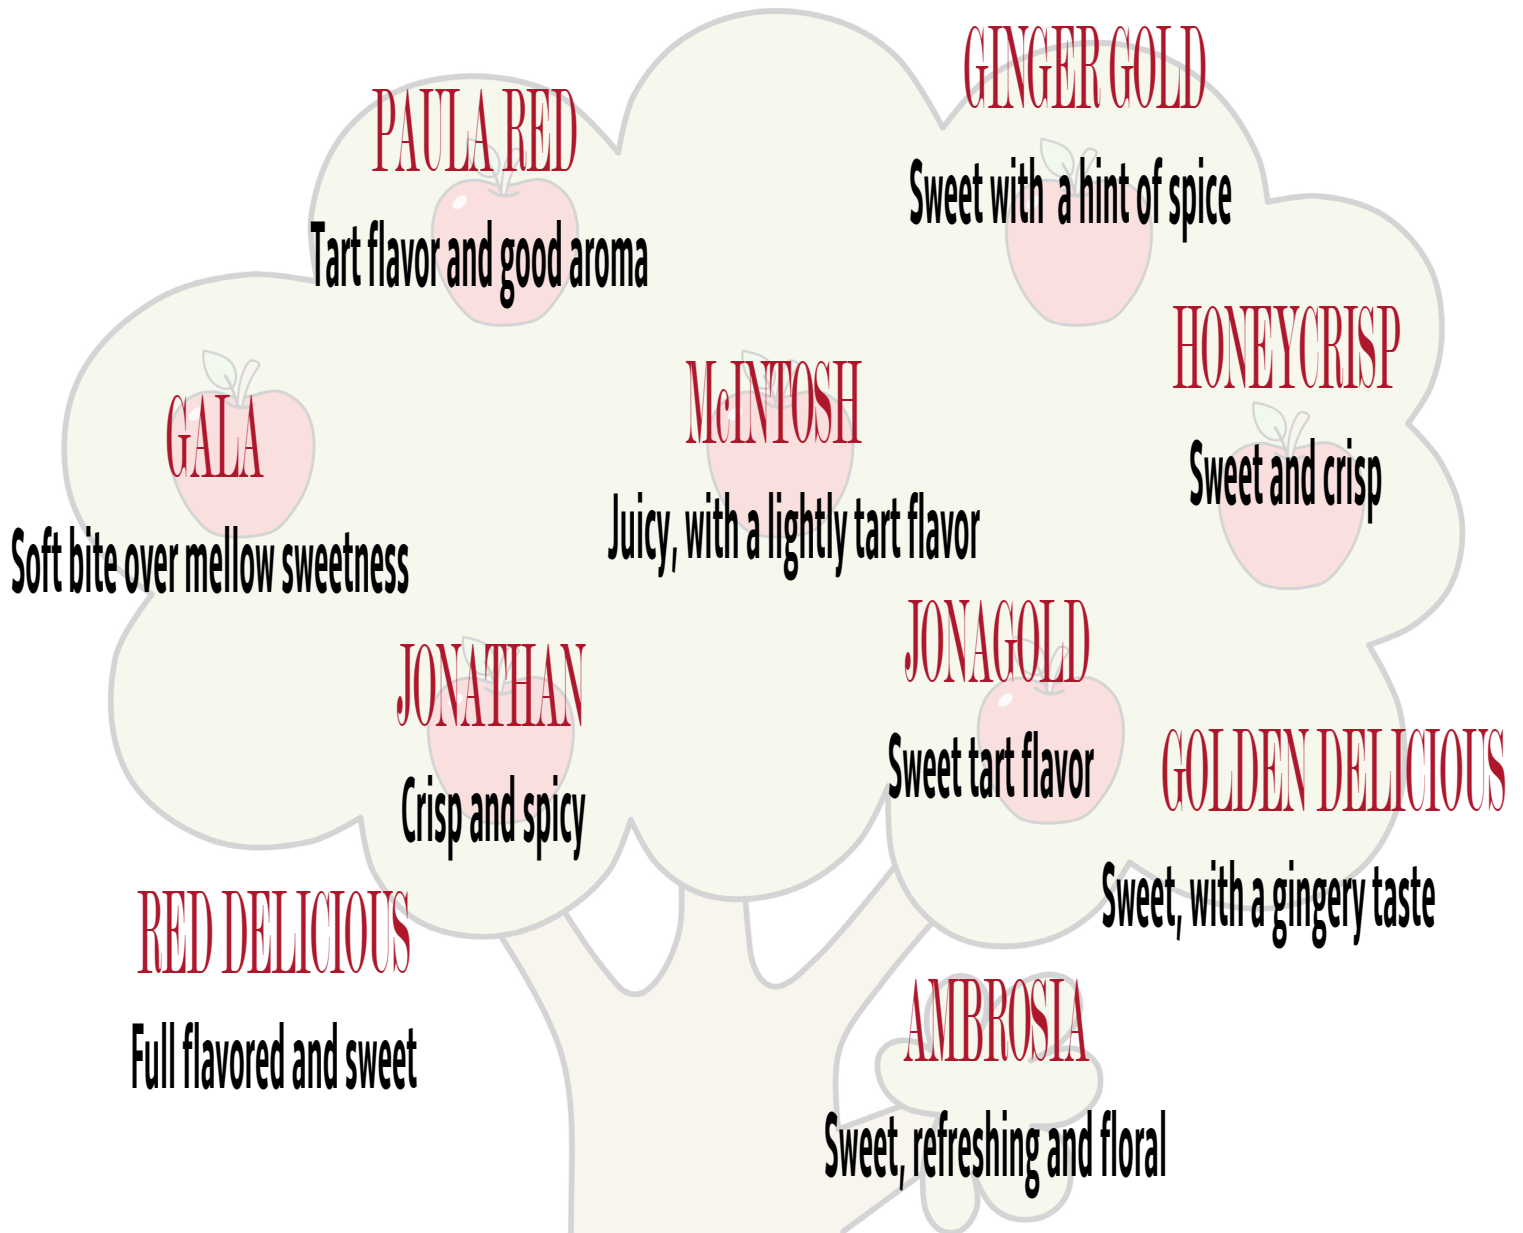 GINGER GOLD
Sweet with a hint of spice
PAULA RED
Tart flavor and good aroma
HONEYCRISP
Sweet and crisp
McINTOSH
Juicy, with a lightly tart flavor
GALA
Soft bite over mellow sweetness
JONAGOLD
Sweet tart flavor
JONATHAN
Crisp and spicy
GOLDEN DELICIOUS
Sweet, with a gingery taste
RED DELICIOUS
Full flavored and sweet
AMBROSIA
Sweet, refreshing and floral